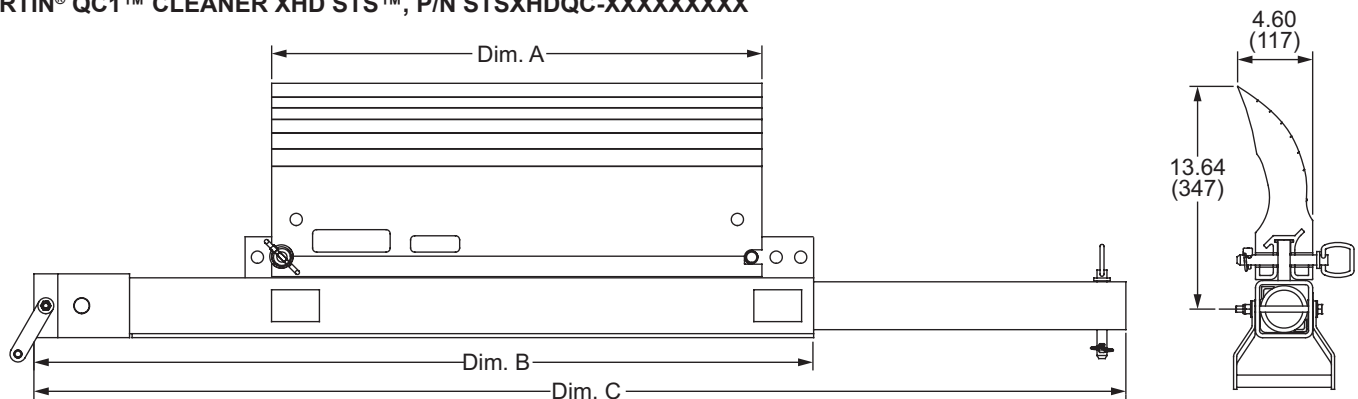 RTIN® QC1™ CLEANER XHD STS™, P/N STSXHDQC-XXXXXXXXX
Dim. A
4.60
(117)
13.64
(347)
Dim. B
Dim. C